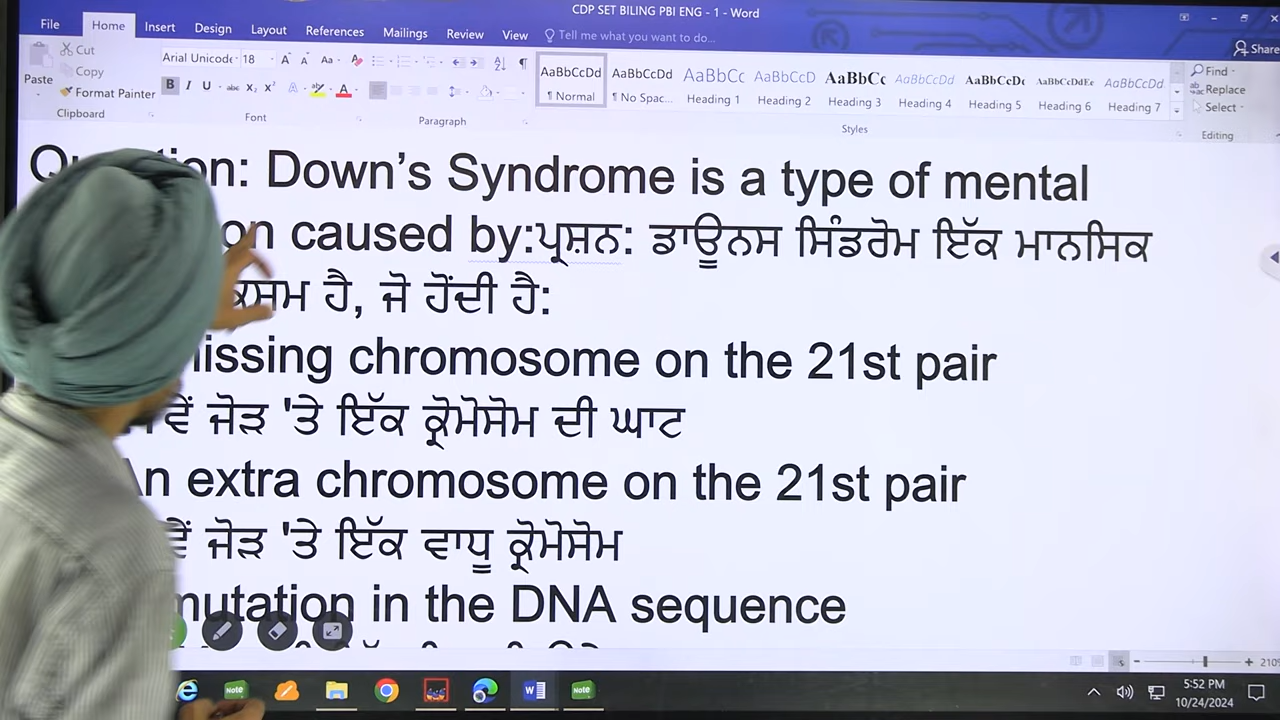 CDP SET BILING PBI ENG - 1 - Word
File Home Insert Design Layout References Mailings Review View Tell me what you want to do...
Share
Cut
Copy
Paste
Format Painter
Clipboard
Arial Unicode 18
Font
Paragraph
AaBbCcDd AaBbCcDd AaBbCc AaBbCcD AaBbCc AaBbCcDd AaBbCcDc AaBbCcDdEe AaBbCcDd
¶ Normal ¶ No Spac... Heading 1 Heading 2 Heading 3 Heading 4 Heading 5 Heading 6 Heading 7
Styles
Find
Replace
Select
Editing
Down's Syndrome is a type of mental
caused by:ਪ੍ਰਸ਼ਨ: ਡਾਊਨਸ ਸਿੰਡਰੋਮ ਇੱਕ ਮਾਨਸਿਕ
ਹੈ, ਜੋ ਹੋਂਦੀ ਹੈ:
chromosome on the 21st pair
ਜੋੜ 'ਤੇ ਇੱਕ ਕ੍ਰੋਮੋਸੋਮ ਦੀ ਘਾਟ
An extra chromosome on the 21st pair
ਜੋੜ 'ਤੇ ਇੱਕ ਵਾਧੂ ਕ੍ਰੋਮੋਸੋਮ
mutation in the DNA sequence
210%
Note
Note
5:52 PM
10/24/2024